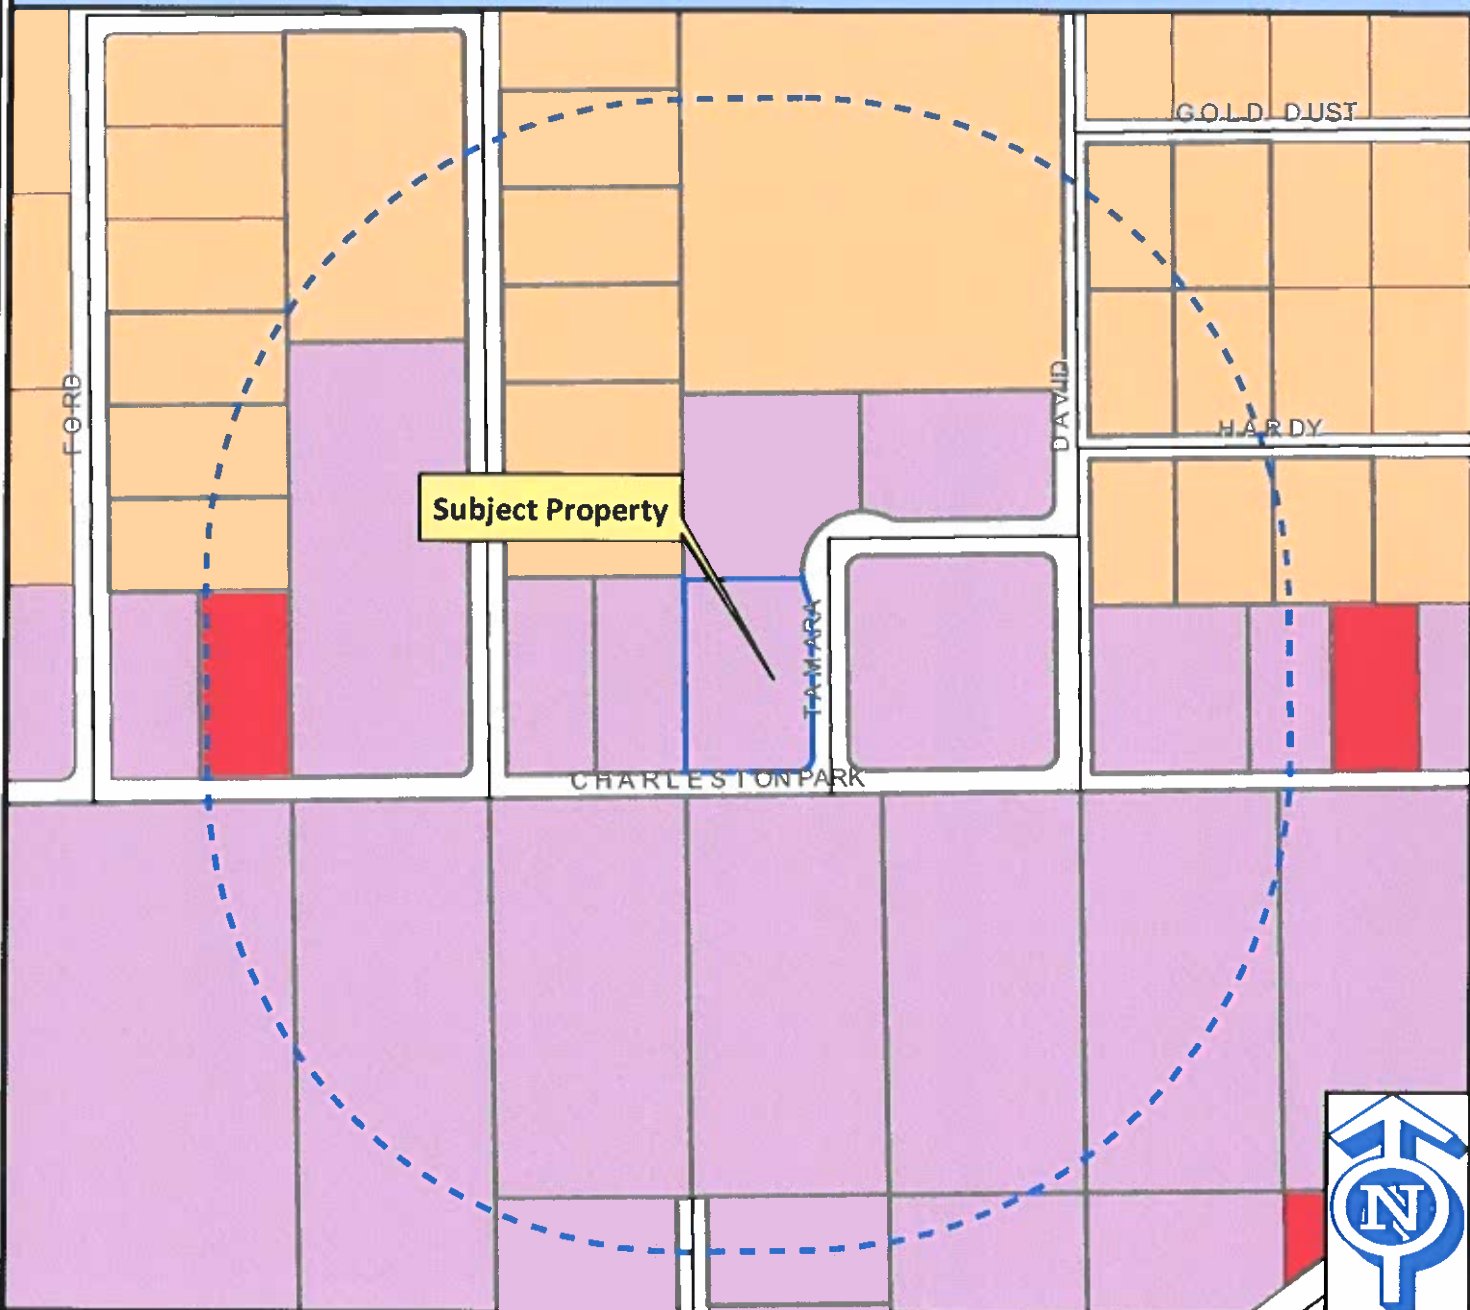 GOLD DUST
FORD
DAVID
HARDY
Subject Property
TAMARA
CHARLESTON PARK
N